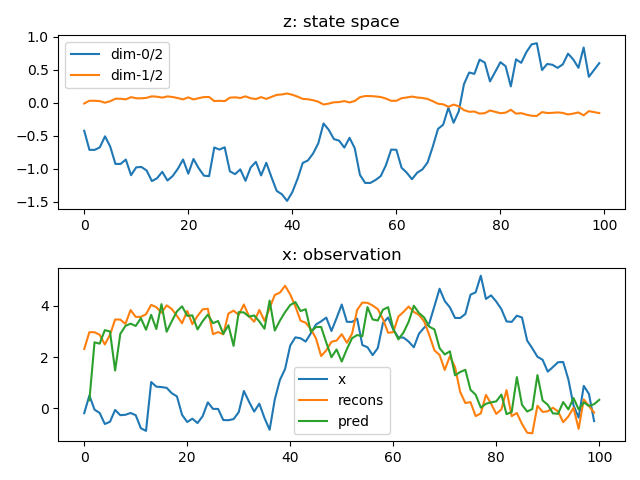 z: state space
1.0
0.5
0.0
−0.5
−1.0
−1.5
dim-0/2
dim-1/2
0 20 40 60 80 100
x: observation
4
2
0
x
recons
pred
0 20 40 60 80 100